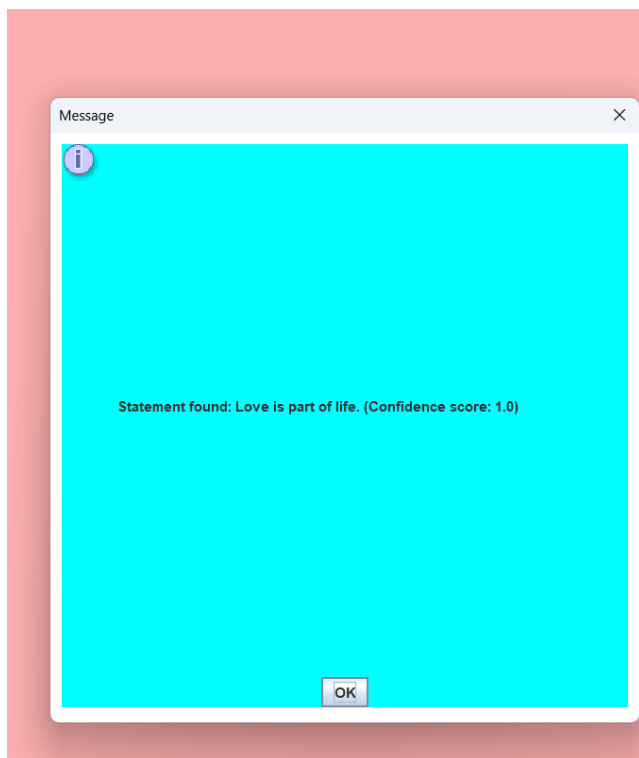 Message
Statement found: Love is part of life. (Confidence score: 1.0)
OK